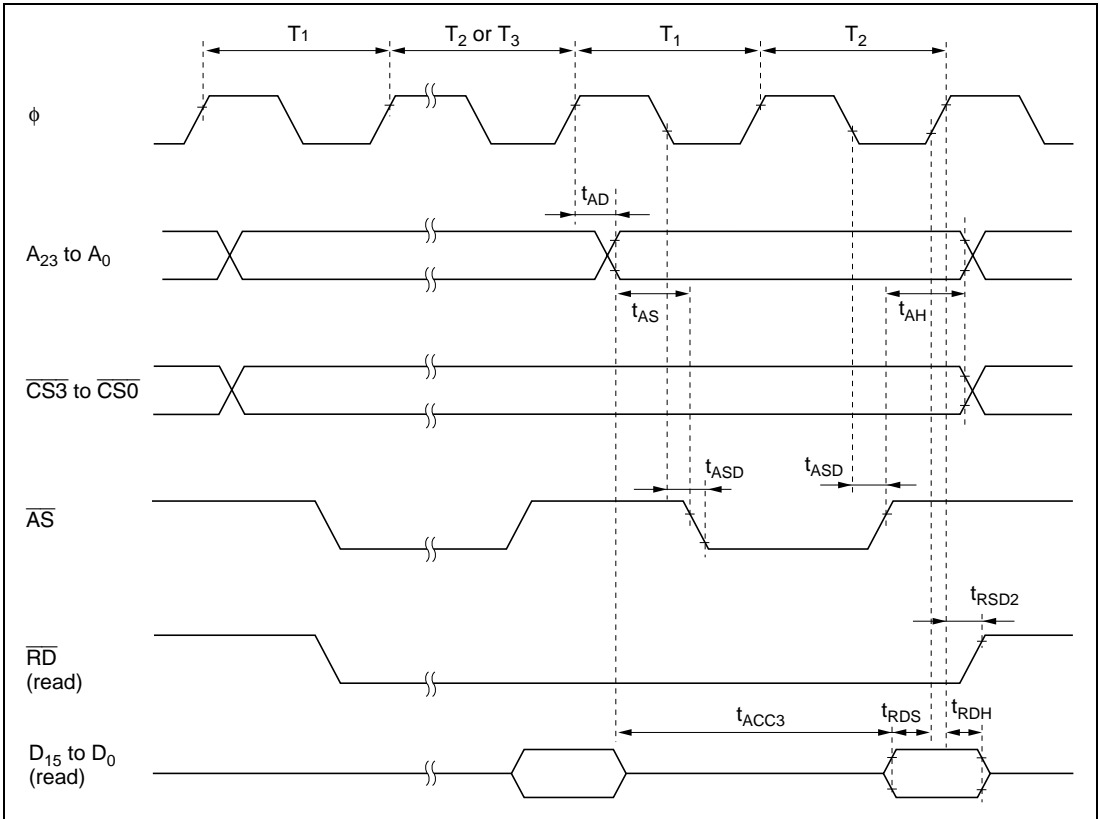 T1 T2 or T3 T1 T2
ϕ
tAD
A23 to A0
tAS tAH
CS3 to CS0
tASD tASD
AS
tRSD2
RD
(read)
tACC3 tRDS tRDH
D15 to D0
(read)